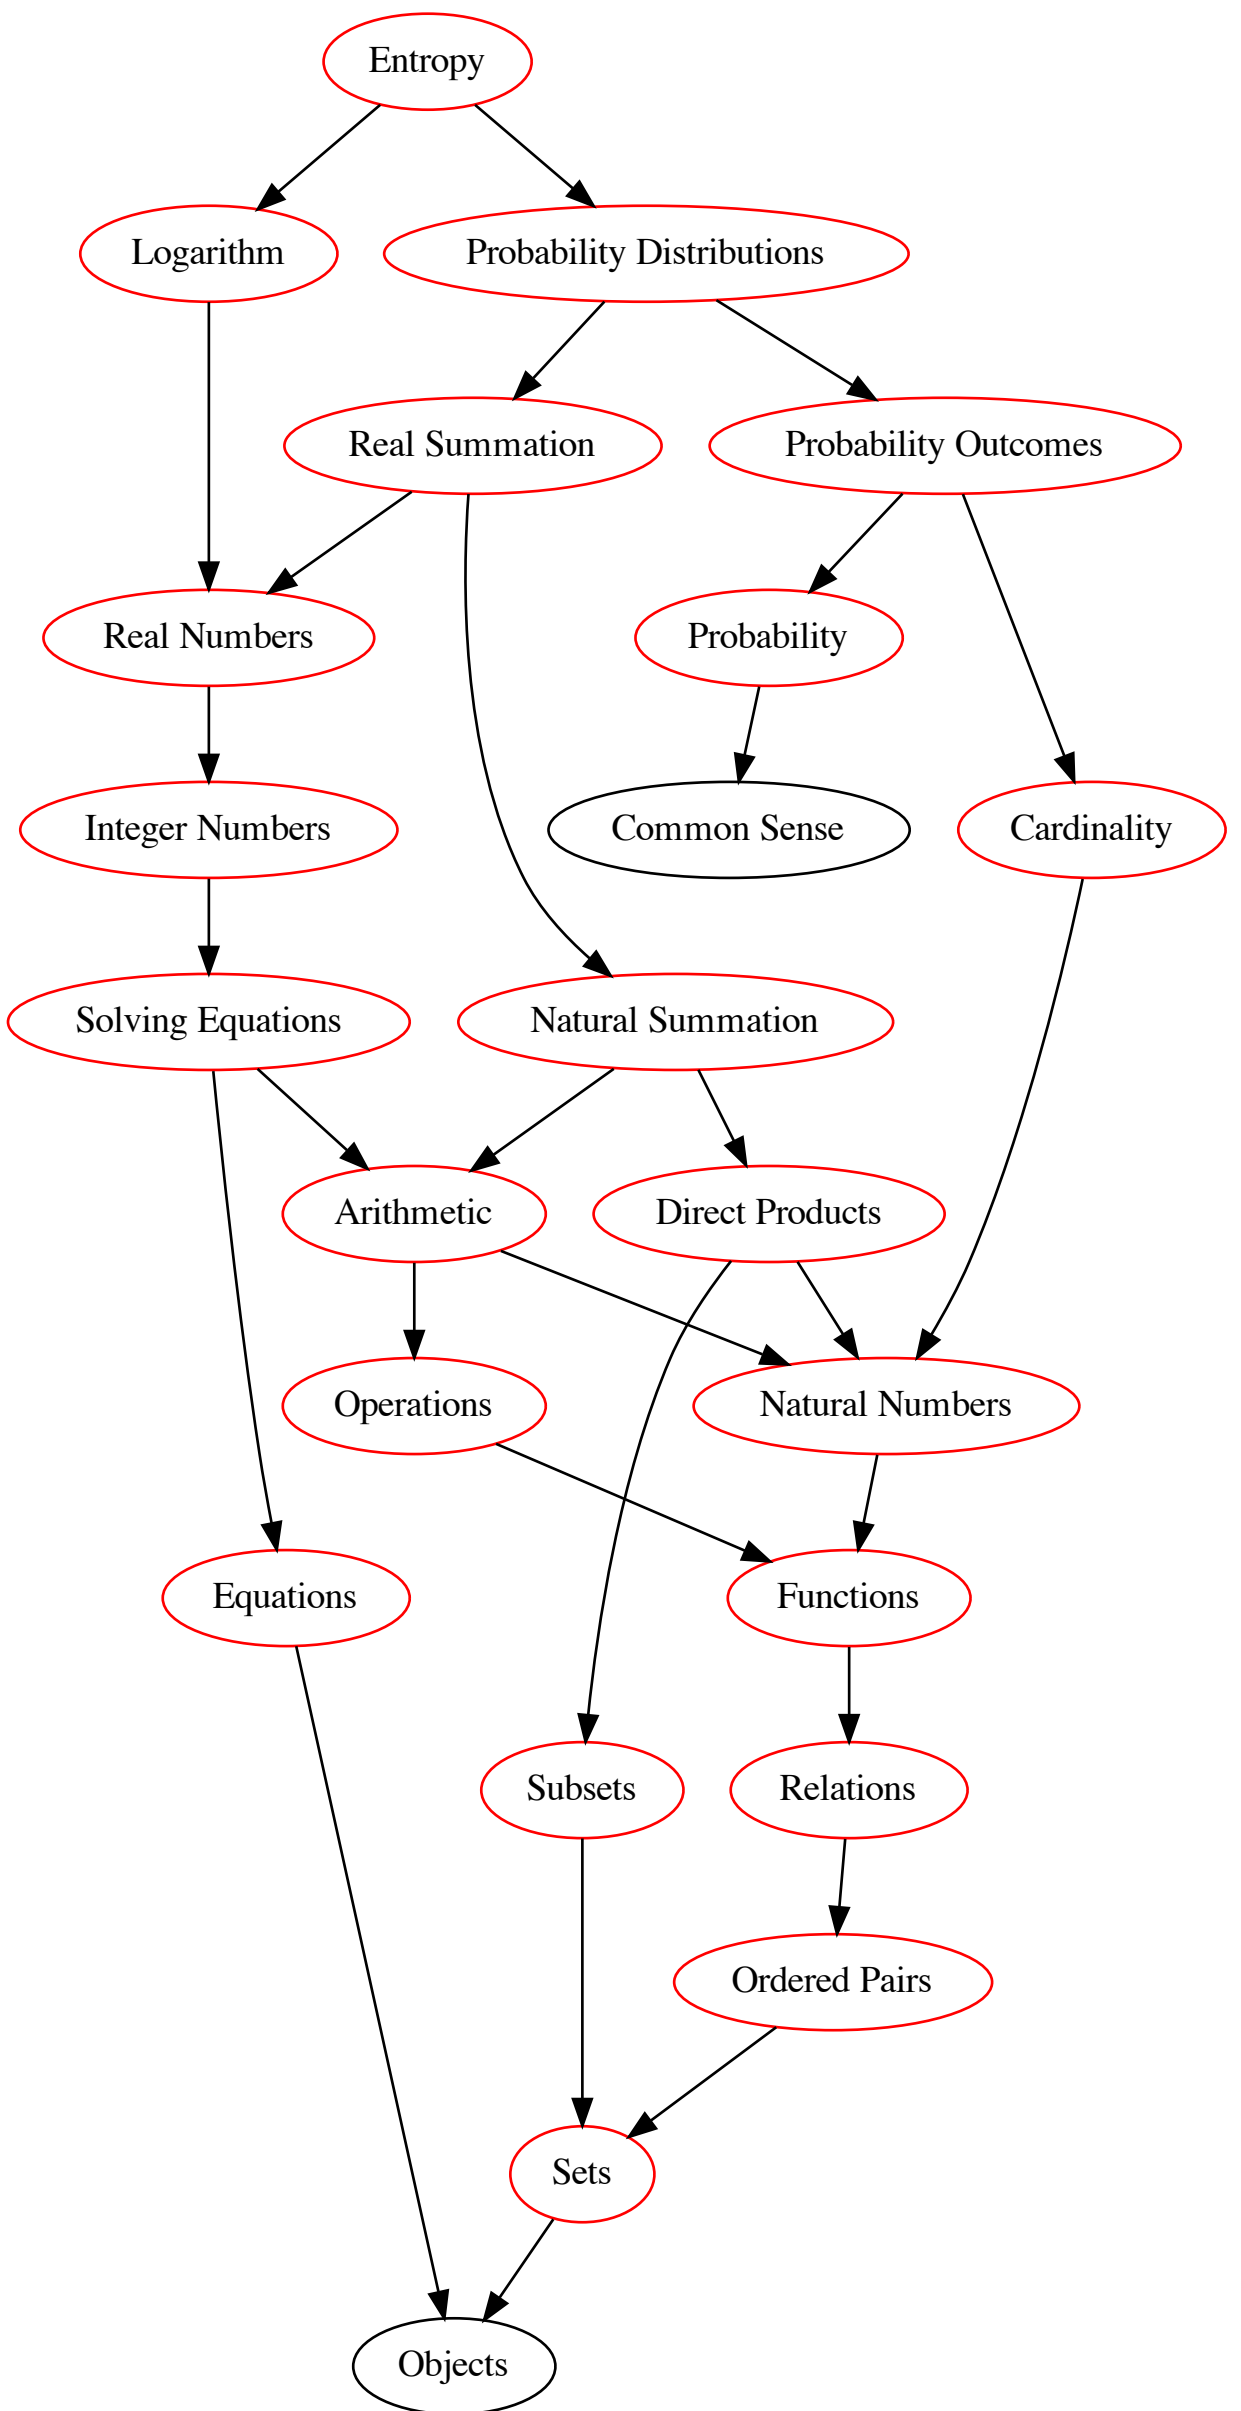 Entropy
Logarithm
Probability Distributions
Real Summation
Probability Outcomes
Real Numbers
Probability
Integer Numbers
Common Sense
Cardinality
Solving Equations
Natural Summation
Arithmetic
Direct Products
Operations
Natural Numbers
Equations
Functions
Subsets
Relations
Ordered Pairs
Sets
Objects